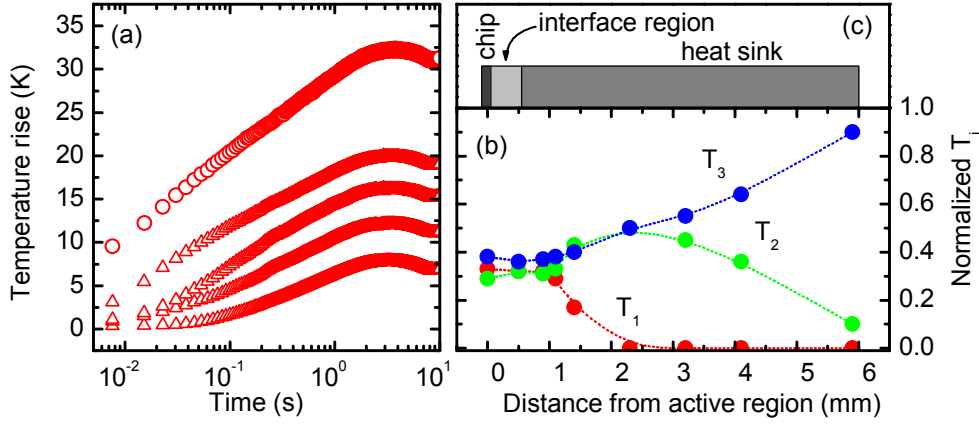 (a)
35
30
25
20
15
10
5
0
Temperature rise (K)
10⁻² 10⁻¹ 10⁰ 10¹
Time (s)
chip
interface region
heat sink
(c)
(b)
T₃
T₂
T₁
1.0
0.8
0.6
0.4
0.2
0.0
Normalized Tᵢ
0 1 2 3 4 5 6
Distance from active region (mm)